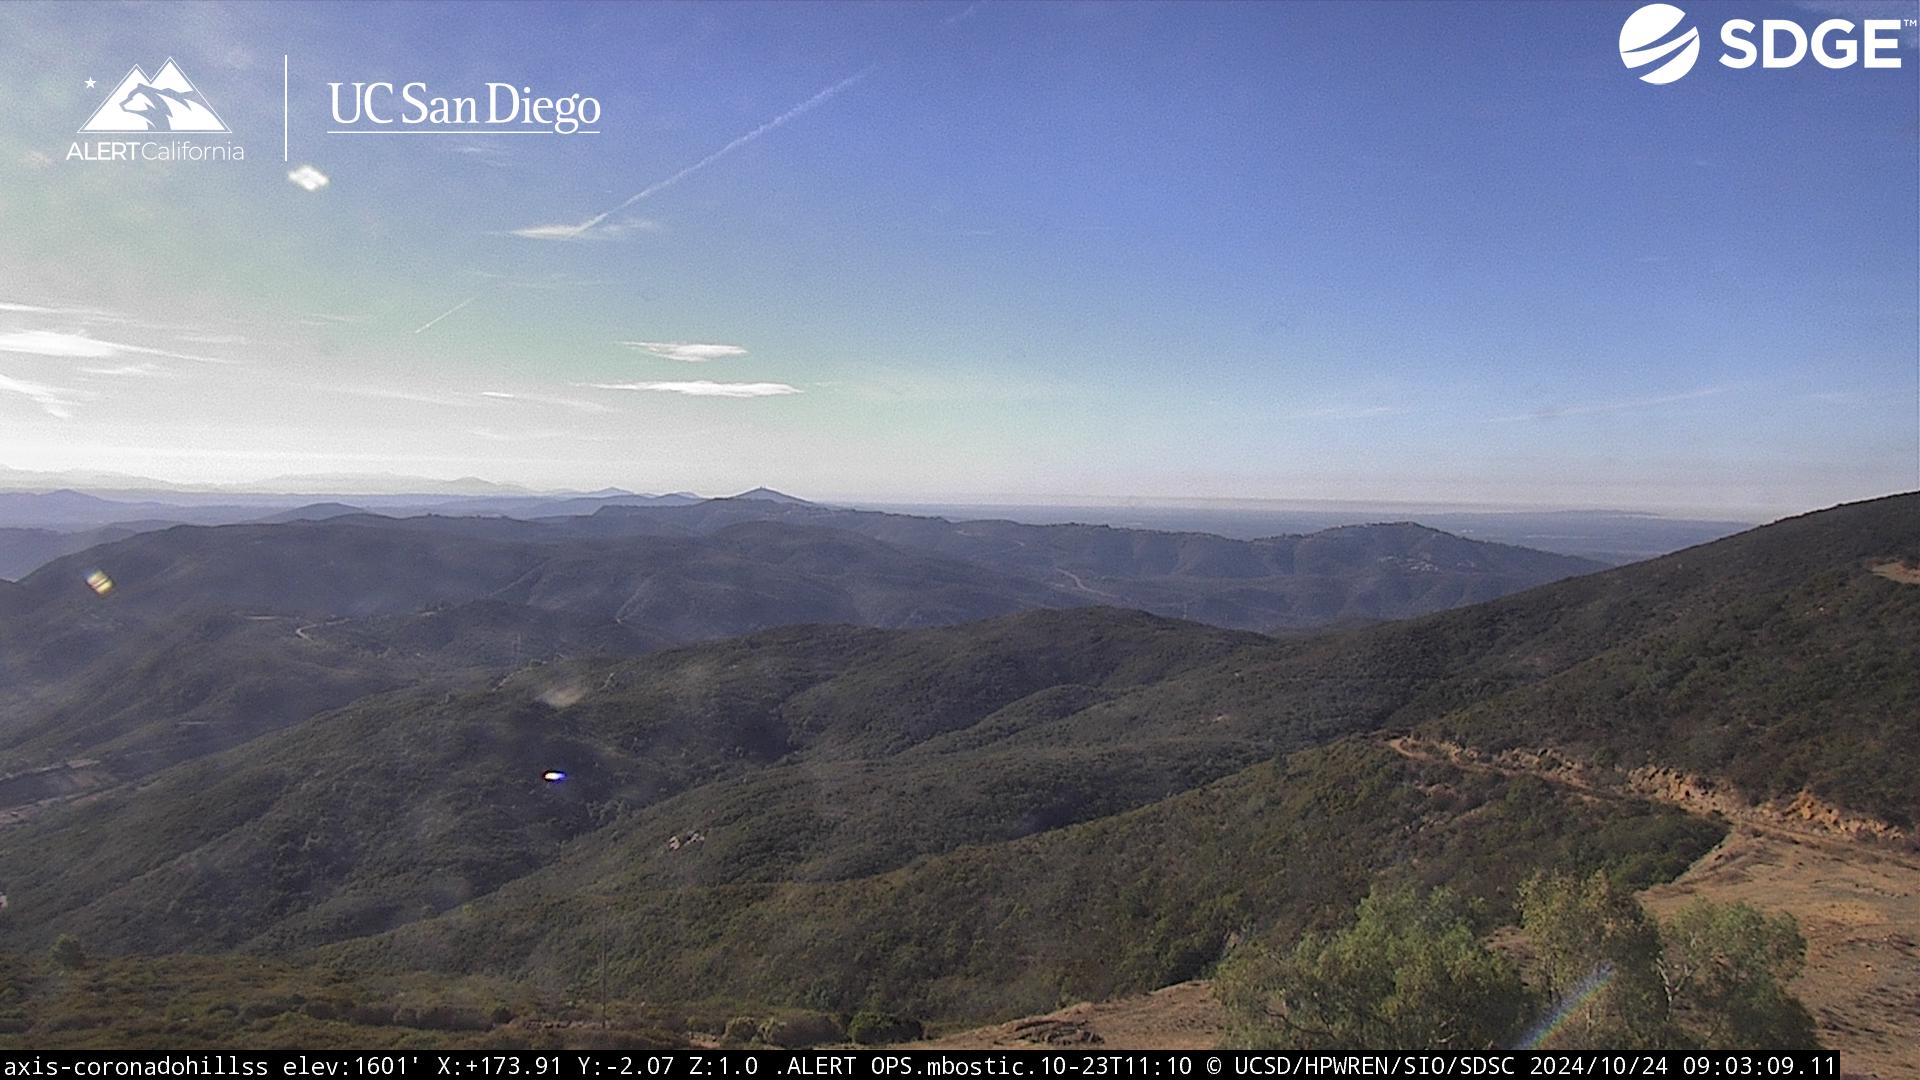 ALERTCalifornia
UC San Diego
SDGE™
axis-coronadohillss elev:1601' X:+173.91 Y:-2.07 Z:1.0 .ALERT OPS.mbostic.10-23T11:10 © UCSD/HPWREN/SIO/SDSC 2024/10/24 09:03:09.11